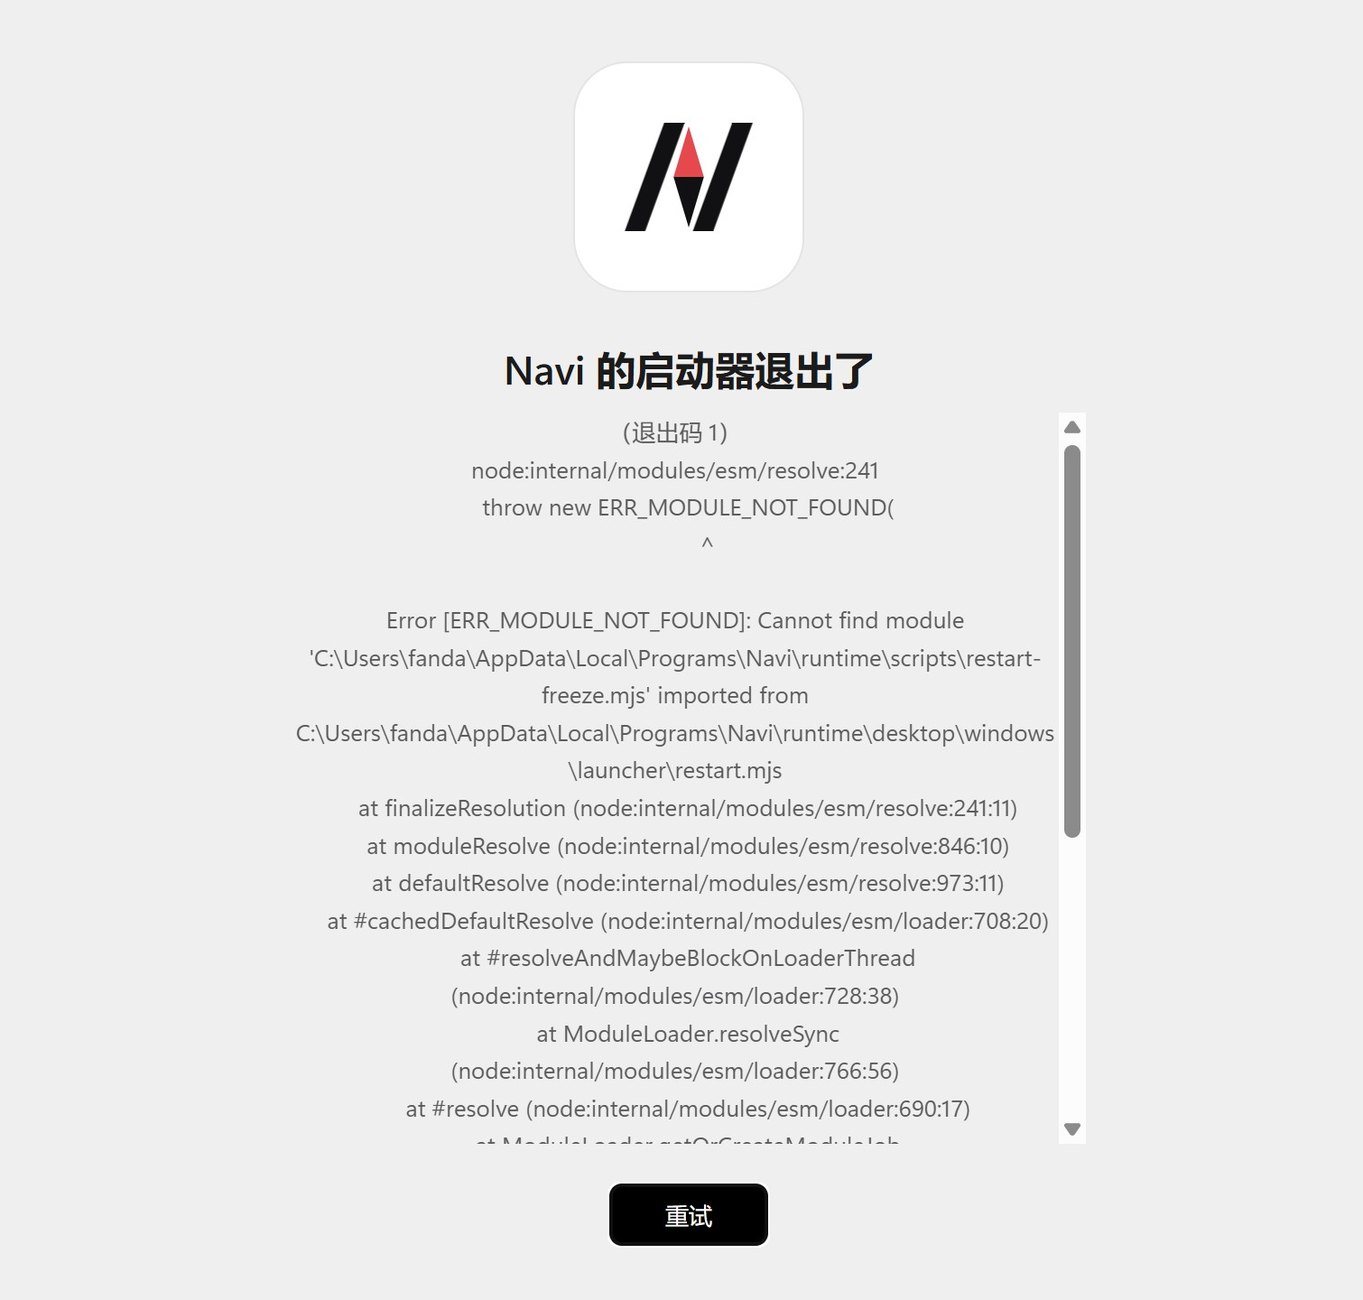 Navi 的启动器退出了
(退出码 1)
node:internal/modules/esm/resolve:241
throw new ERR_MODULE_NOT_FOUND(
^
Error [ERR_MODULE_NOT_FOUND]: Cannot find module
'C:\Users\fanda\AppData\Local\Programs\Navi\runtime\scripts\restart-
freeze.mjs' imported from
C:\Users\fanda\AppData\Local\Programs\Navi\runtime\desktop\windows
\launcher\restart.mjs
at finalizeResolution (node:internal/modules/esm/resolve:241:11)
at moduleResolve (node:internal/modules/esm/resolve:846:10)
at defaultResolve (node:internal/modules/esm/resolve:973:11)
at #cachedDefaultResolve (node:internal/modules/esm/loader:708:20)
at #resolveAndMaybeBlockOnLoaderThread
(node:internal/modules/esm/loader:728:38)
at ModuleLoader.resolveSync
(node:internal/modules/esm/loader:766:56)
at #resolve (node:internal/modules/esm/loader:690:17)
at ModuleLoader.getOrCreateModuleJob
重试